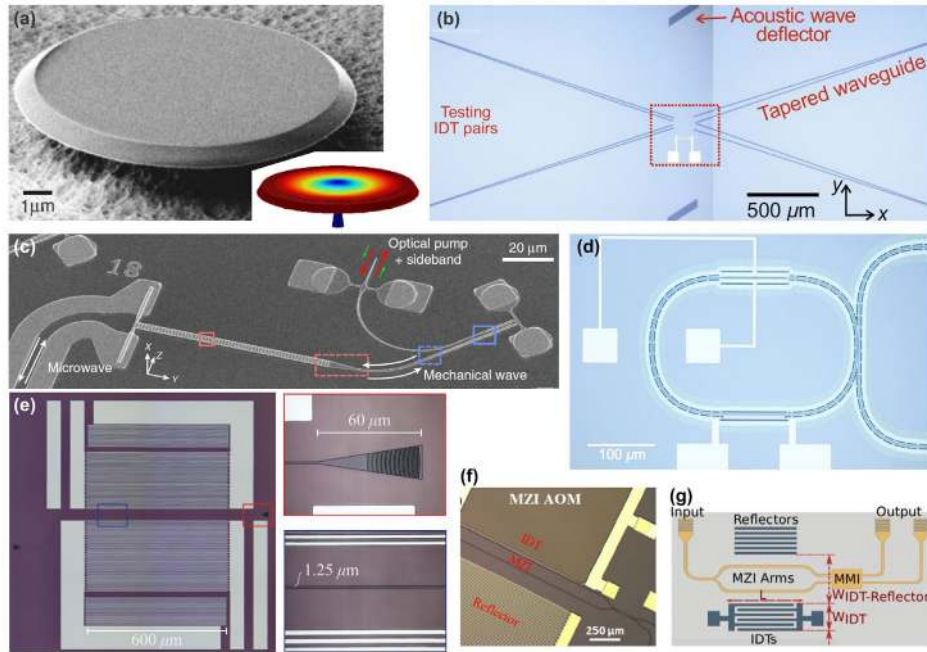 (a)
1μm
(b)
Acoustic wave
deflector
Testing
IDT pairs
Tapered waveguide
500 μm
y
x
(c)
18
Optical pump
+ sideband
20 μm
Microwave
X
Z
Y
Mechanical wave
(d)
100 μm
(e)
600 μm
60 μm
1.25 μm
(f)
MZI AOM
IDT
MZI
Reflector
250 μm
(g)
Input
Output
Reflectors
MZI Arms
MMI
WIDT-Reflector
L
WIDT
IDTs